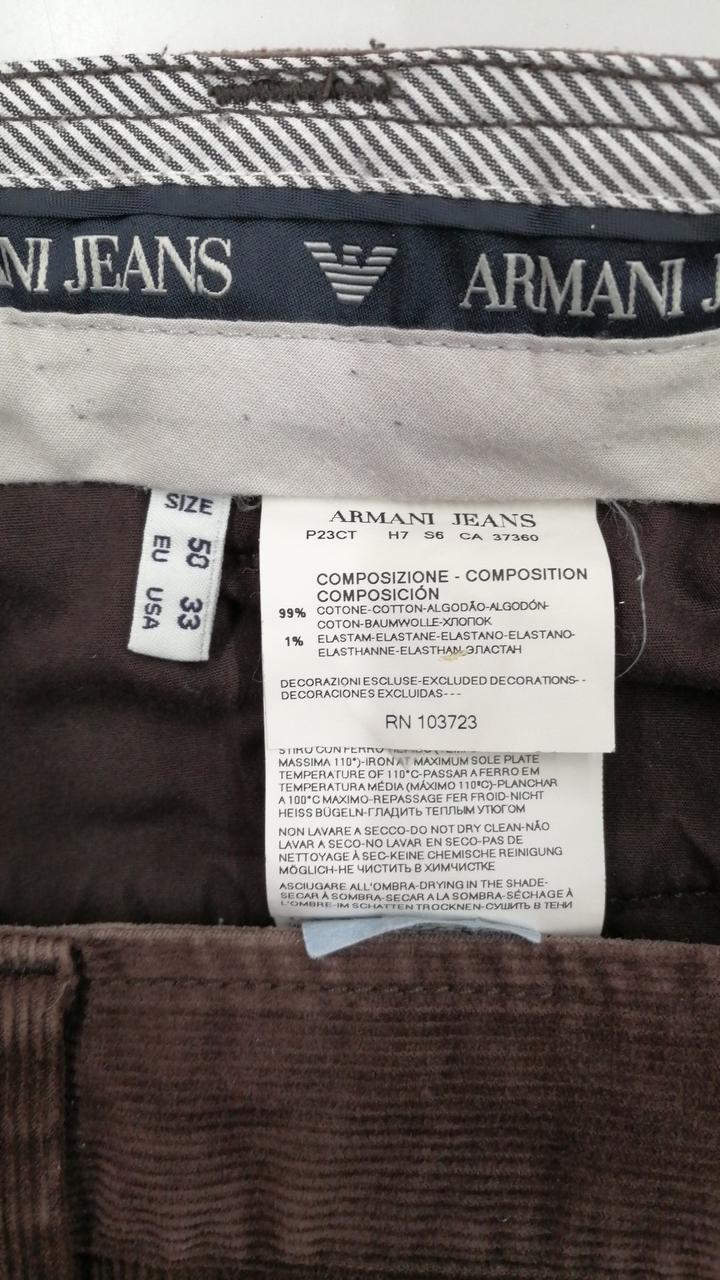 NI JEANS
ARMANI J
SIZE
50 33
EU USA
ARMANI JEANS
P23CT H7 S6 CA 37360
COMPOSIZIONE - COMPOSITION
COMPOSICIÓN
99% COTONE-COTTON-ALGODÃO-ALGODÓN-
COTON-BAUMWOLLE-ХЛОПОК
1% ELASTAM-ELASTANE-ELASTANO-ELASTANO-
ELASTHANNE-ELASTHAN-ЭЛАСТАН
DECORAZIONI ESCLUSE-EXCLUDED DECORATIONS--
DECORACIONES EXCLUIDAS---
RN 103723
STIRO CON FERRO
MASSIMA 110°)-IRON AT MAXIMUM SOLE PLATE
TEMPERATURE OF 110°C-PASSAR A FERRO EM
TEMPERATURA MÉDIA (MÁXIMO 110ºC)-PLANCHAR
A 100°C MAXIMO-REPASSAGE FER FROID-NICHT
HEISS BÜGELN-ГЛАДИТЬ ТЕПЛЫМ УТЮГОМ
NON LAVARE A SECCO-DO NOT DRY CLEAN-NÃO
LAVAR A SECO-NO LAVAR EN SECO-PAS DE
NETTOYAGE À SEC-KEINE CHEMISCHE REINIGUNG
MÖGLICH-НЕ ЧИСТИТЬ В ХИМЧИСТКЕ
ASCIUGARE ALL'OMBRA-DRYING IN THE SHADE-
SECAR À SOMBRA-SECAR A LA SOMBRA-SÉCHAGE À
L'OMBRE-IM SCHATTEN TROCKNEN-СУШИТЬ В ТЕНИ